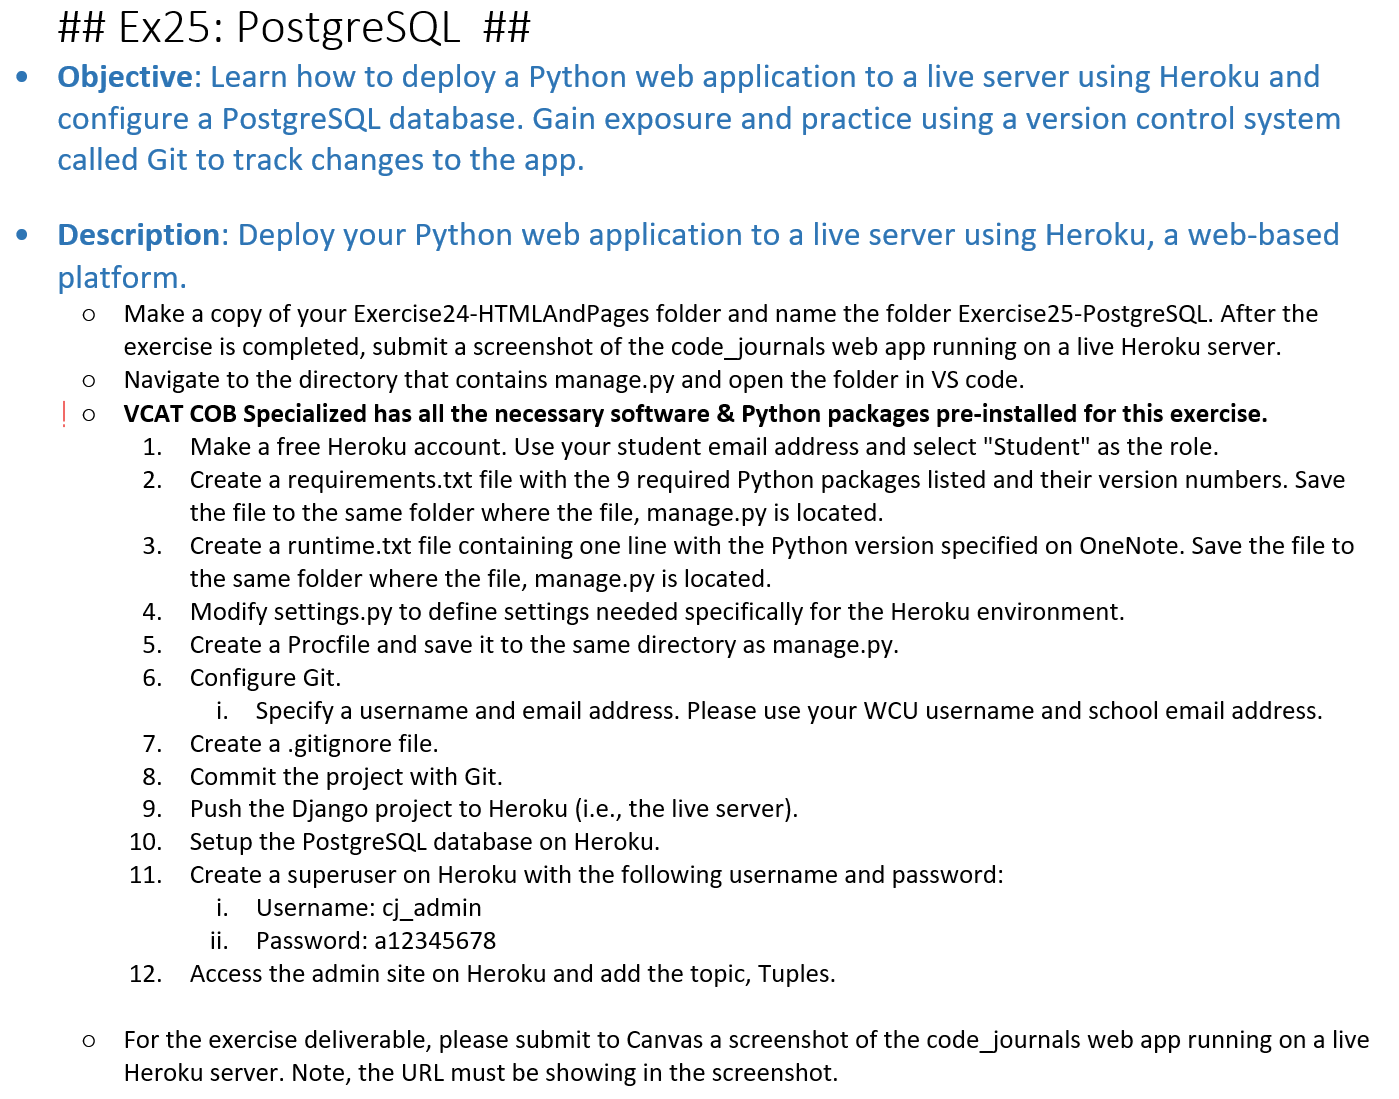 ## Ex25: PostgreSQL  ##
• Objective: Learn how to deploy a Python web application to a live server using Heroku and
configure a PostgreSQL database. Gain exposure and practice using a version control system
called Git to track changes to the app.
• Description: Deploy your Python web application to a live server using Heroku, a web-based
platform.
○ Make a copy of your Exercise24-HTMLAndPages folder and name the folder Exercise25-PostgreSQL. After the
exercise is completed, submit a screenshot of the code_journals web app running on a live Heroku server.
○ Navigate to the directory that contains manage.py and open the folder in VS code.
! ○ VCAT COB Specialized has all the necessary software & Python packages pre-installed for this exercise.
1. Make a free Heroku account. Use your student email address and select "Student" as the role.
2. Create a requirements.txt file with the 9 required Python packages listed and their version numbers. Save
the file to the same folder where the file, manage.py is located.
3. Create a runtime.txt file containing one line with the Python version specified on OneNote. Save the file to
the same folder where the file, manage.py is located.
4. Modify settings.py to define settings needed specifically for the Heroku environment.
5. Create a Procfile and save it to the same directory as manage.py.
6. Configure Git.
i. Specify a username and email address. Please use your WCU username and school email address.
7. Create a .gitignore file.
8. Commit the project with Git.
9. Push the Django project to Heroku (i.e., the live server).
10. Setup the PostgreSQL database on Heroku.
11. Create a superuser on Heroku with the following username and password:
i. Username: cj_admin
ii. Password: a12345678
12. Access the admin site on Heroku and add the topic, Tuples.
○ For the exercise deliverable, please submit to Canvas a screenshot of the code_journals web app running on a live
Heroku server. Note, the URL must be showing in the screenshot.